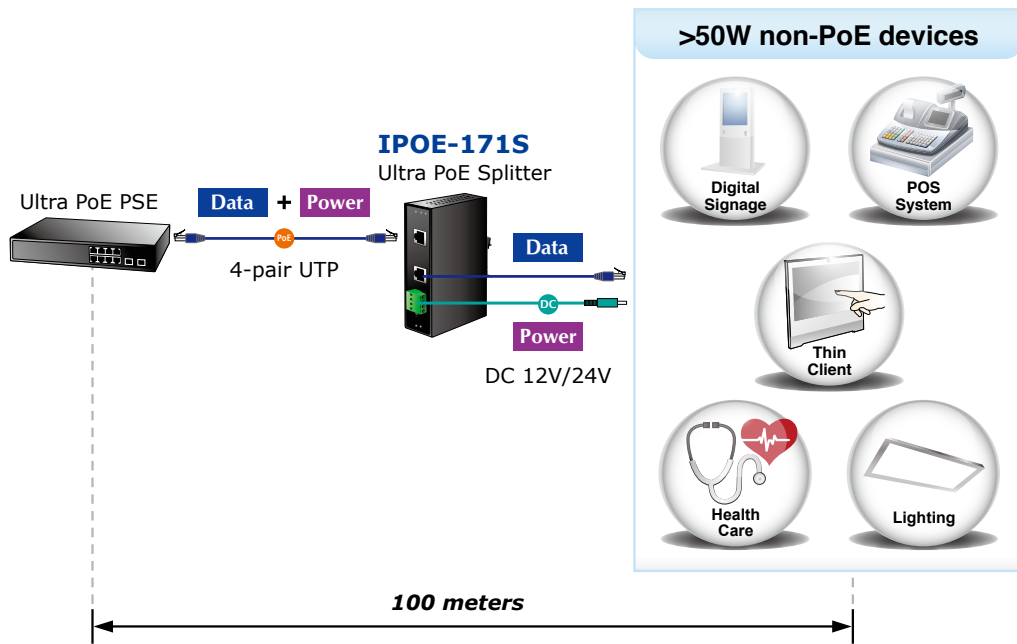 >50W non-PoE devices
Digital
Signage
POS
System
IPOE-171S
Ultra PoE Splitter
Ultra PoE PSE
Data + Power
PoE
4-pair UTP
Data
DC
Power
DC 12V/24V
Thin
Client
Health
Care
Lighting
100 meters